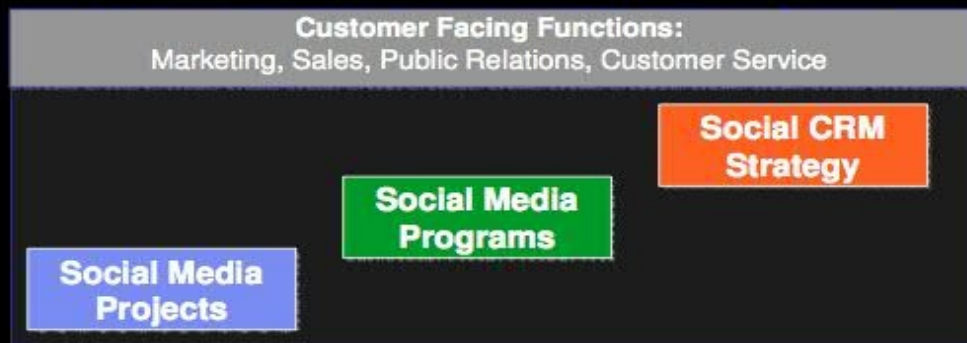 Customer Facing Functions:
Marketing, Sales, Public Relations, Customer Service
Social CRM
Strategy
Social Media
Programs
Social Media
Projects